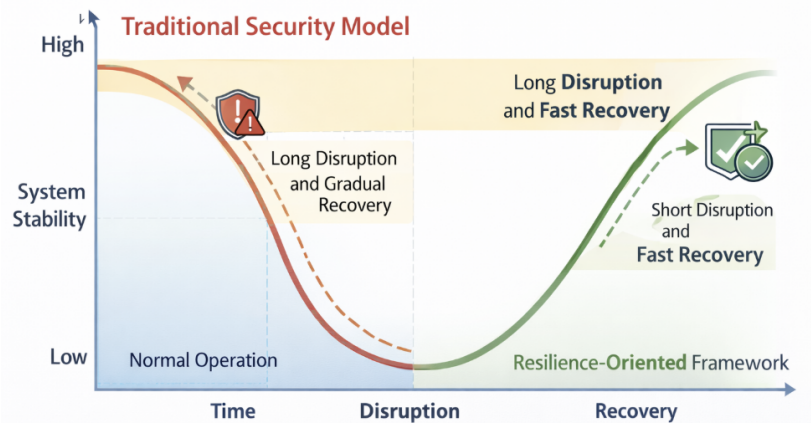 Traditional Security Model
High
Long Disruption
and Fast Recovery
Long Disruption
and Gradual
Recovery
System
Stability
Short Disruption
and
Fast Recovery
Low
Normal Operation
Resilience-Oriented Framework
Time
Disruption
Recovery